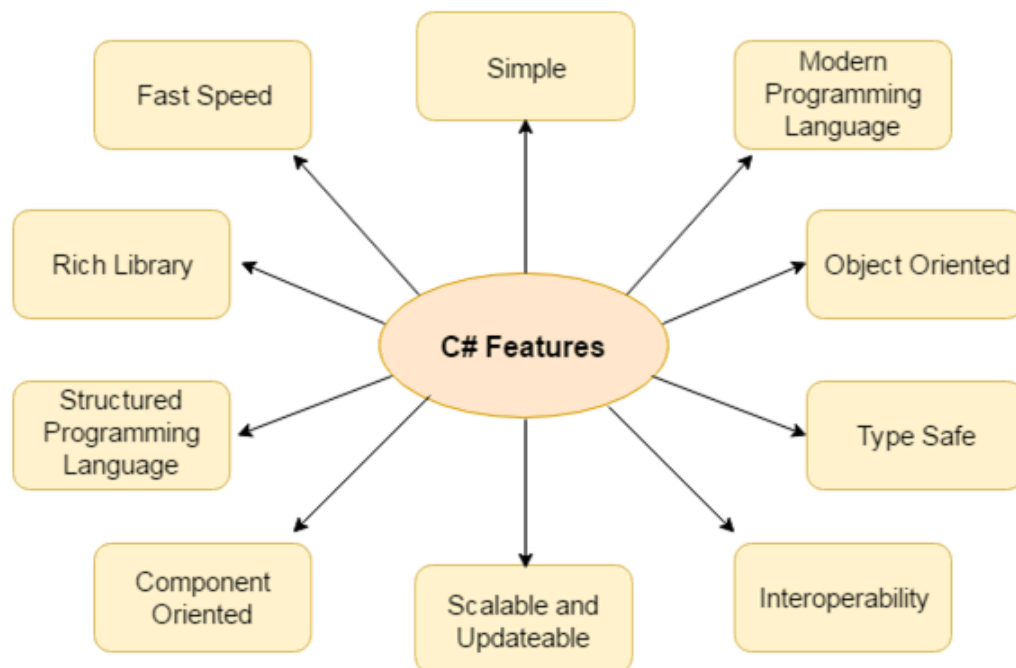 Simple
Modern
Programming
Language
Fast Speed
Rich Library
Object Oriented
C# Features
Structured
Programming
Language
Type Safe
Component
Oriented
Scalable and
Updateable
Interoperability